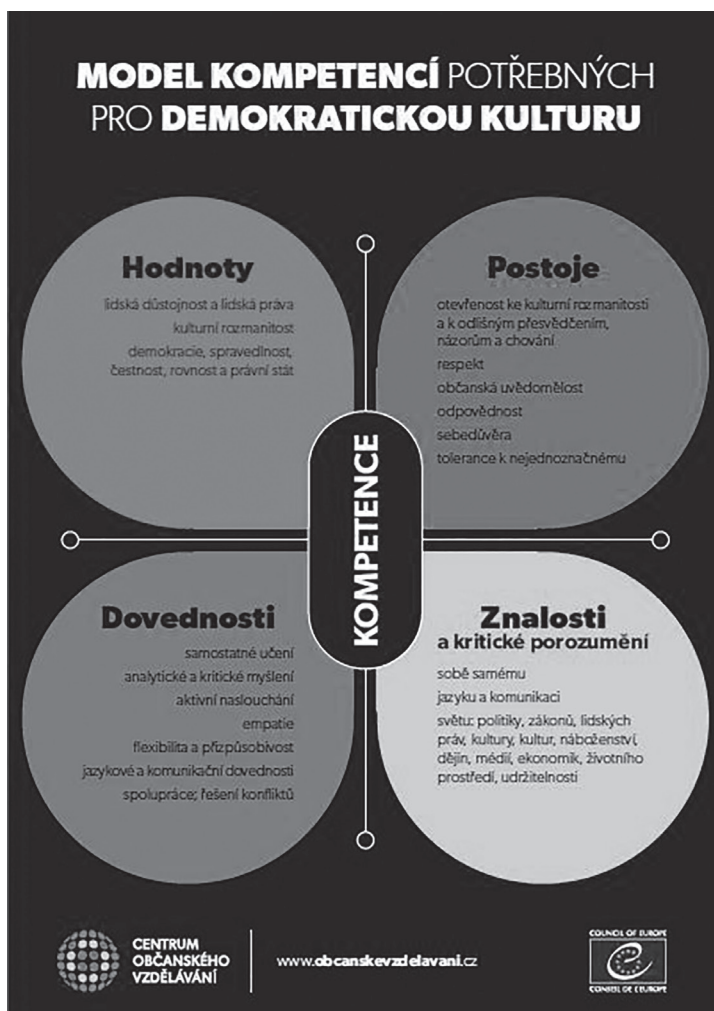 MODEL KOMPETENCÍ POTŘEBNÝCH
PRO DEMOKRATICKOU KULTURU
Hodnoty
lidská důstojnost a lidská práva
kulturní rozmanitost
demokracie, spravedlnost,
čestnost, rovnost a právní stát
Postoje
otevřenost ke kulturní rozmanitosti
a k odlišným přesvědčením,
názorům a chování
respekt
občanská uvědomělost
odpovědnost
sebedůvěra
tolerance k nejednoznačnému
KOMPETENCE
Dovednosti
samostatné učení
analytické a kritické myšlení
aktivní naslouchání
empatie
flexibilita a přizpůsobivost
jazykové a komunikační dovednosti
spolupráce; řešení konfliktů
Znalosti
a kritické porozumění
sobě samému
jazyku a komunikaci
světu: politiky, zákonů, lidských
práv, kultury, kultur, náboženství,
dějin, médií, ekonomik, životního
prostředí, udržitelnosti
CENTRUM
OBČANSKÉHO
VZDĚLÁVÁNÍ
www.obcanskevzdelavani.cz
COUNCIL OF EUROPE
CONSEIL DE L'EUROPE